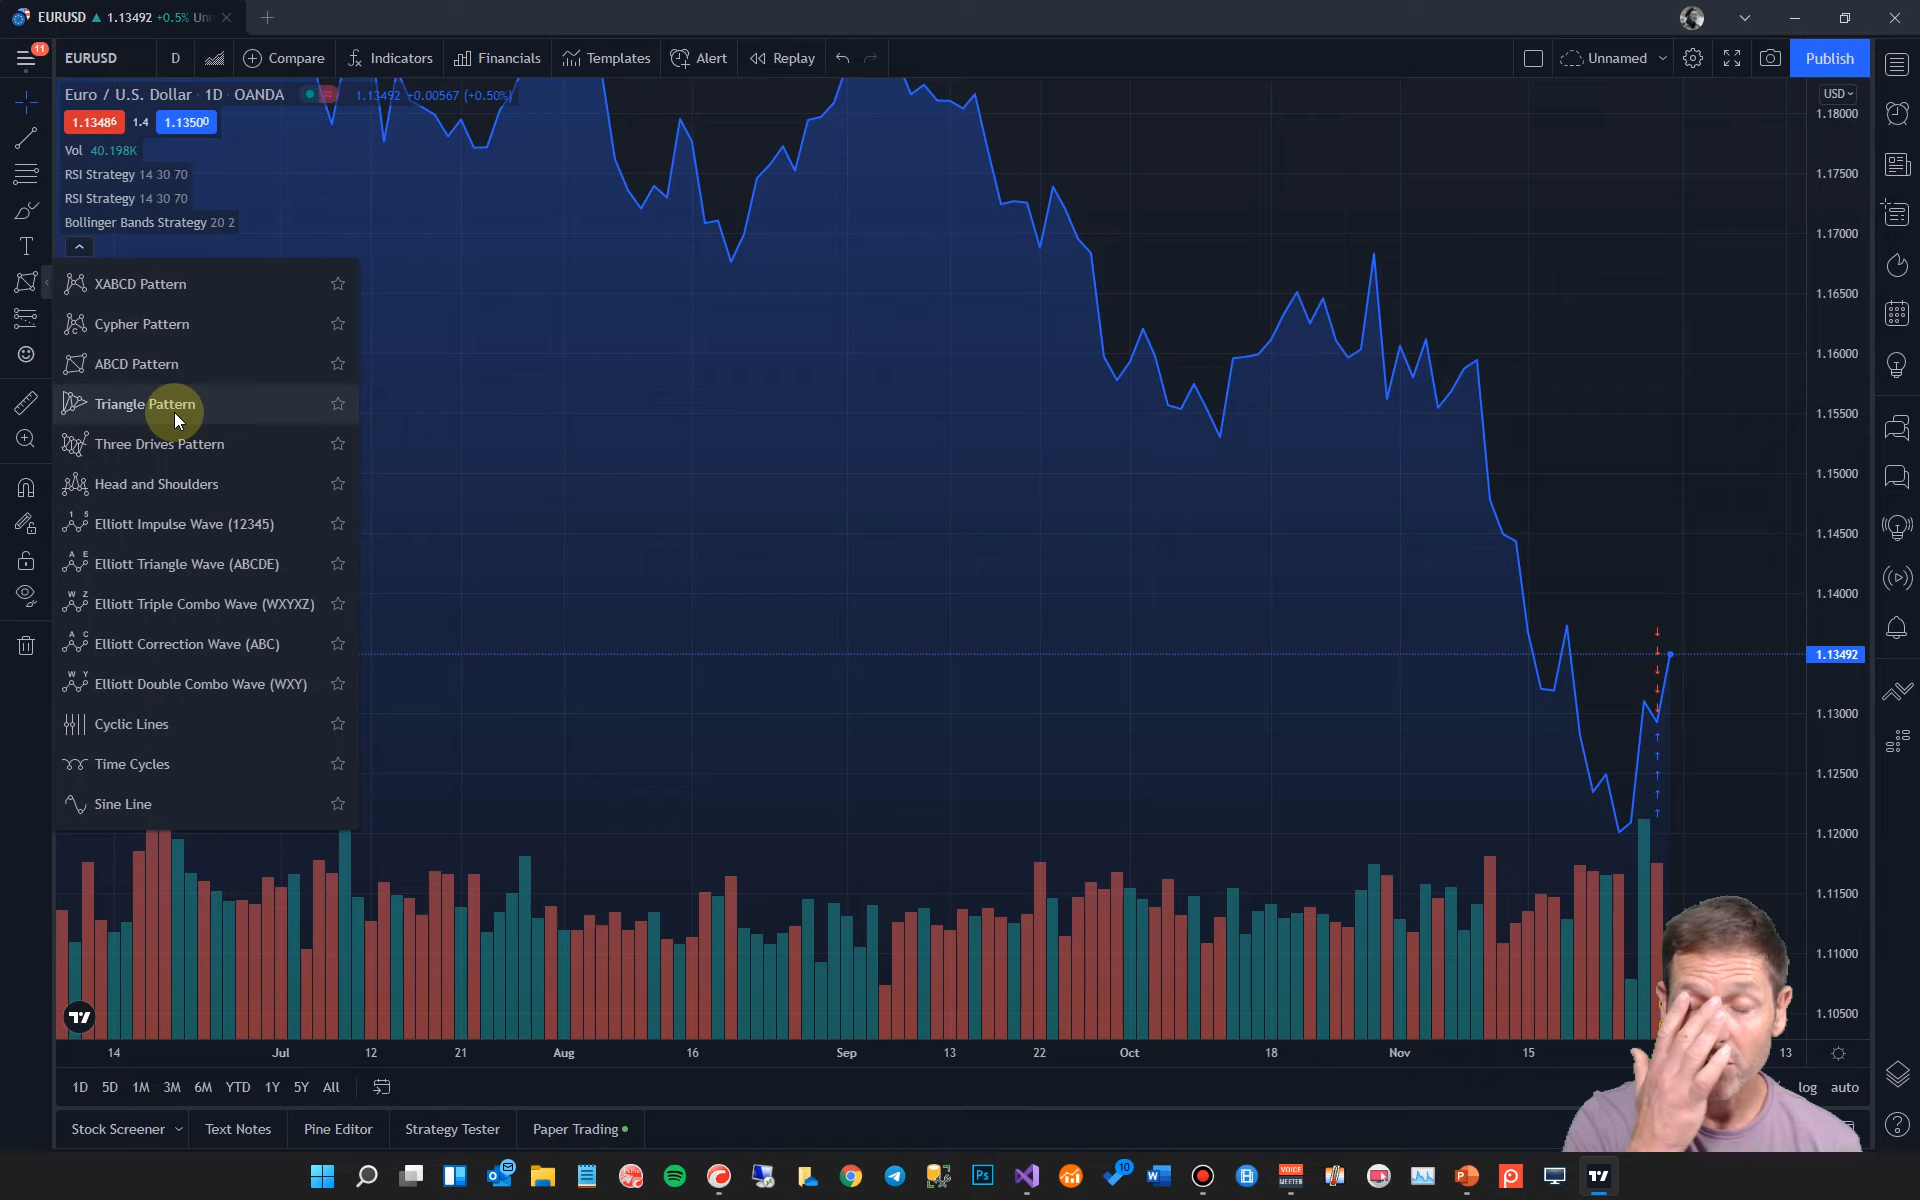 EURUSD ▲ 1.13492 +0.5% Un
11
EURUSD D Compare Indicators Financials Templates Alert Replay Unnamed Publish
Euro / U.S. Dollar · 1D · OANDA 1.13492 +0.00567 (+0.50%)
USD
1.13486 1.4 1.13500
Vol 40.198K
RSI Strategy 14 30 70
RSI Strategy 14 30 70
Bollinger Bands Strategy 20 2
XABCD Pattern
Cypher Pattern
ABCD Pattern
Triangle Pattern
Three Drives Pattern
Head and Shoulders
Elliott Impulse Wave (12345)
Elliott Triangle Wave (ABCDE)
Elliott Triple Combo Wave (WXYXZ)
Elliott Correction Wave (ABC)
Elliott Double Combo Wave (WXY)
Cyclic Lines
Time Cycles
Sine Line
1.18000
1.17500
1.17000
1.16500
1.16000
1.15500
1.15000
1.14500
1.14000
1.13492
1.13000
1.12500
1.12000
1.11500
1.11000
1.10500
14 Jul 12 21 Aug 16 Sep 13 22 Oct 18 Nov 15 13
1D 5D 1M 3M 6M YTD 1Y 5Y All log auto
Stock Screener Text Notes Pine Editor Strategy Tester Paper Trading
10
Ps
VOICE
MEETER